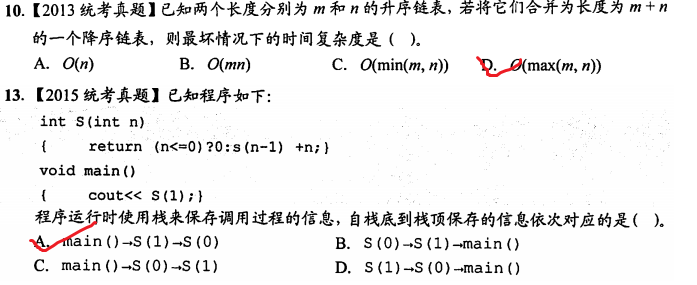 10.【2013 统考真题】已知两个长度分别为 m 和 n 的升序链表，若将它们合并为长度为 m + n
的一个降序链表，则最坏情况下的时间复杂度是（ ）。
A. O(n) B. O(mn) C. O(min(m, n)) D. O(max(m, n))
13.【2015 统考真题】已知程序如下：
int S(int n)
{ return (n<=0)?0:s(n-1) +n;}
void main()
{ cout<< S(1);}
程序运行时使用栈来保存调用过程的信息，自栈底到栈顶保存的信息依次对应的是（ ）。
A. main()→S(1)→S(0) B. S(0)→S(1)→main()
C. main()→S(0)→S(1) D. S(1)→S(0)→main()